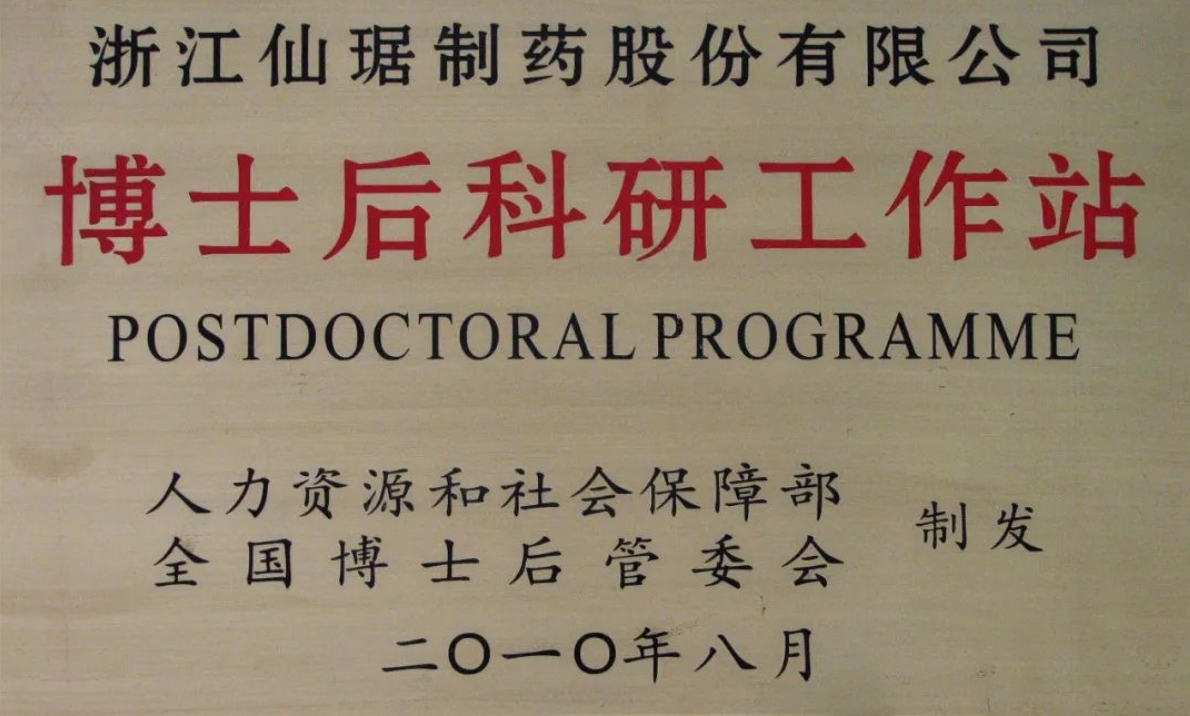 浙江仙琚制药股份有限公司
博士后科研工作站
POSTDOCTORAL PROGRAMME
人力资源和社会保障部
全国博士后管委会
制发
二〇一〇年八月